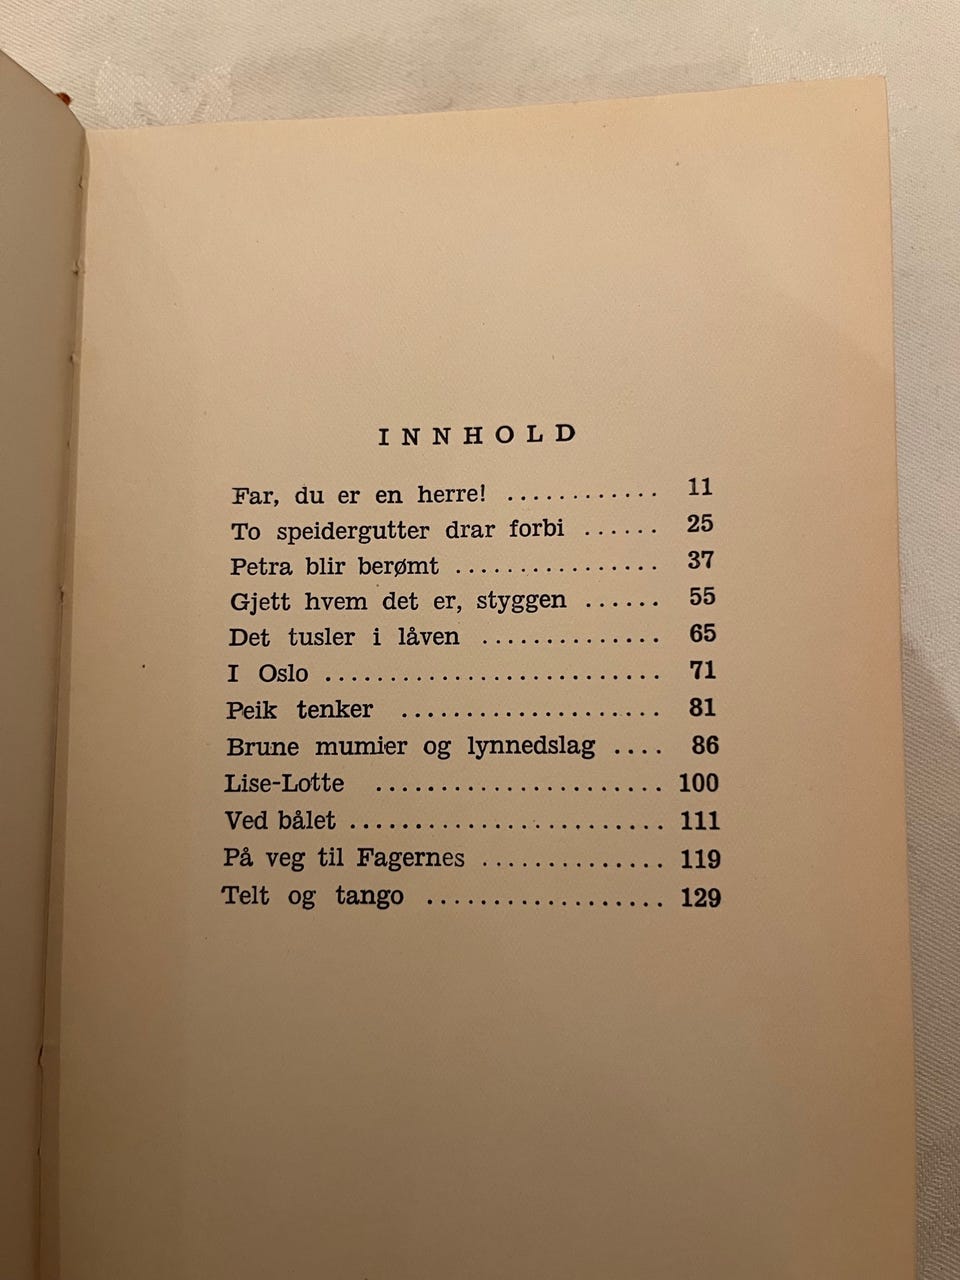 INNHOLD
Far, du er en herre! ............ 11
To speidergutter drar forbi ...... 25
Petra blir berømt ................ 37
Gjett hvem det er, styggen ...... 55
Det tusler i låven .............. 65
I Oslo .......................... 71
Peik tenker .................... 81
Brune mumier og lynnedslag .... 86
Lise-Lotte ...................... 100
Ved bålet ........................ 111
På veg til Fagernes .............. 119
Telt og tango .................. 129